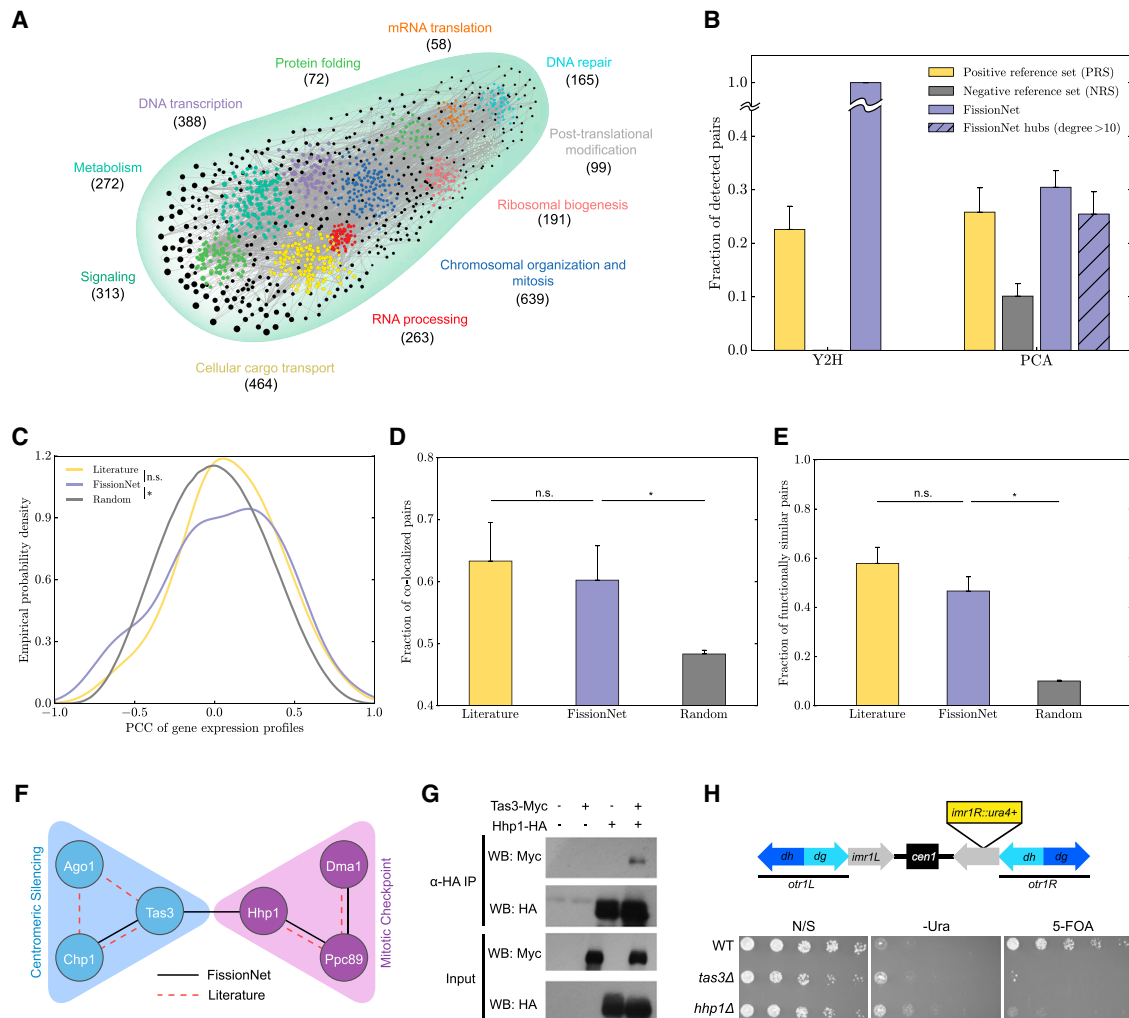 A
mRNA translation
(58)
Protein folding
(72)
DNA repair
(165)
DNA transcription
(388)
Post-translational
modification
(99)
Metabolism
(272)
Ribosomal biogenesis
(191)
Signaling
(313)
Chromosomal organization and
mitosis
(639)
RNA processing
(263)
Cellular cargo transport
(464)
B
Fraction of detected pairs
1.0
0.4
0.3
0.2
0.1
0.0
Positive reference set (PRS)
Negative reference set (NRS)
FissionNet
FissionNet hubs (degree>10)
Y2H
PCA
C
Empirical probability density
1.2
0.9
0.6
0.3
0.0
Literature
FissionNet
Random
n.s.
*
−1.0
−0.5
0.0
0.5
1.0
PCC of gene expression profiles
D
Fraction of co-localized pairs
0.8
0.7
0.6
0.5
0.4
n.s.
*
Literature
FissionNet
Random
E
Fraction of functionally similar pairs
1.0
0.8
0.6
0.4
0.2
0.0
n.s.
*
Literature
FissionNet
Random
F
Centromeric Silencing
Ago1
Tas3
Chp1
Hhp1
Dma1
Ppc89
Mitotic Checkpoint
FissionNet
Literature
G
Tas3-Myc - + - +
Hhp1-HA - - + +
α-HA IP
WB: Myc
WB: HA
Input
WB: Myc
WB: HA
H
imr1R::ura4+
dh dg imr1L cen1 dh dg
otr1L
otr1R
N/S
-Ura
5-FOA
WT
tas3Δ
hhp1Δ